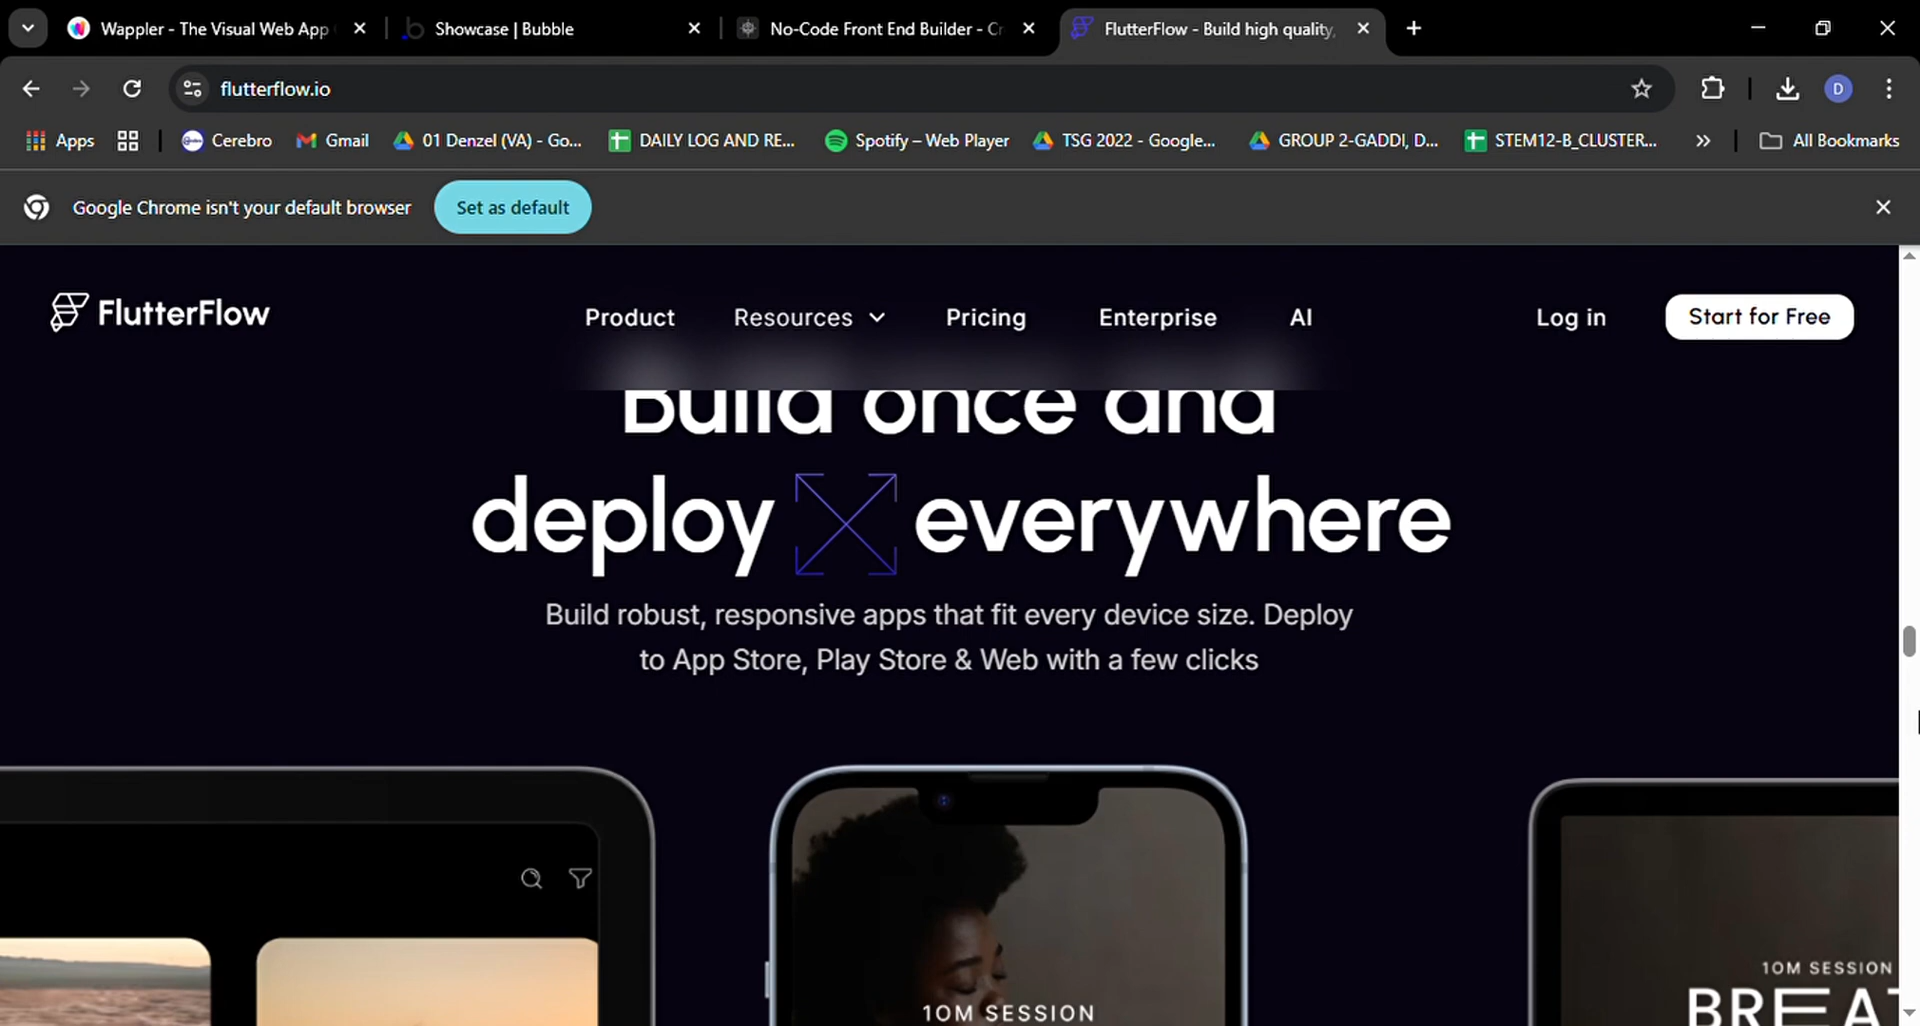 Wappler - The Visual Web App
Showcase | Bubble
No-Code Front End Builder - Cr
FlutterFlow - Build high quality,
flutterflow.io
D
Apps
Cerebro
Gmail
01 Denzel (VA) - Go...
DAILY LOG AND RE...
Spotify – Web Player
TSG 2022 - Google...
GROUP 2-GADDI, D...
STEM12-B_CLUSTER...
All Bookmarks
Google Chrome isn't your default browser
Set as default
FlutterFlow
Product
Resources
Pricing
Enterprise
AI
Log in
Start for Free
Build once and
deploy everywhere
Build robust, responsive apps that fit every device size. Deploy
to App Store, Play Store & Web with a few clicks
10M SESSION
BREAT
10M SESSION